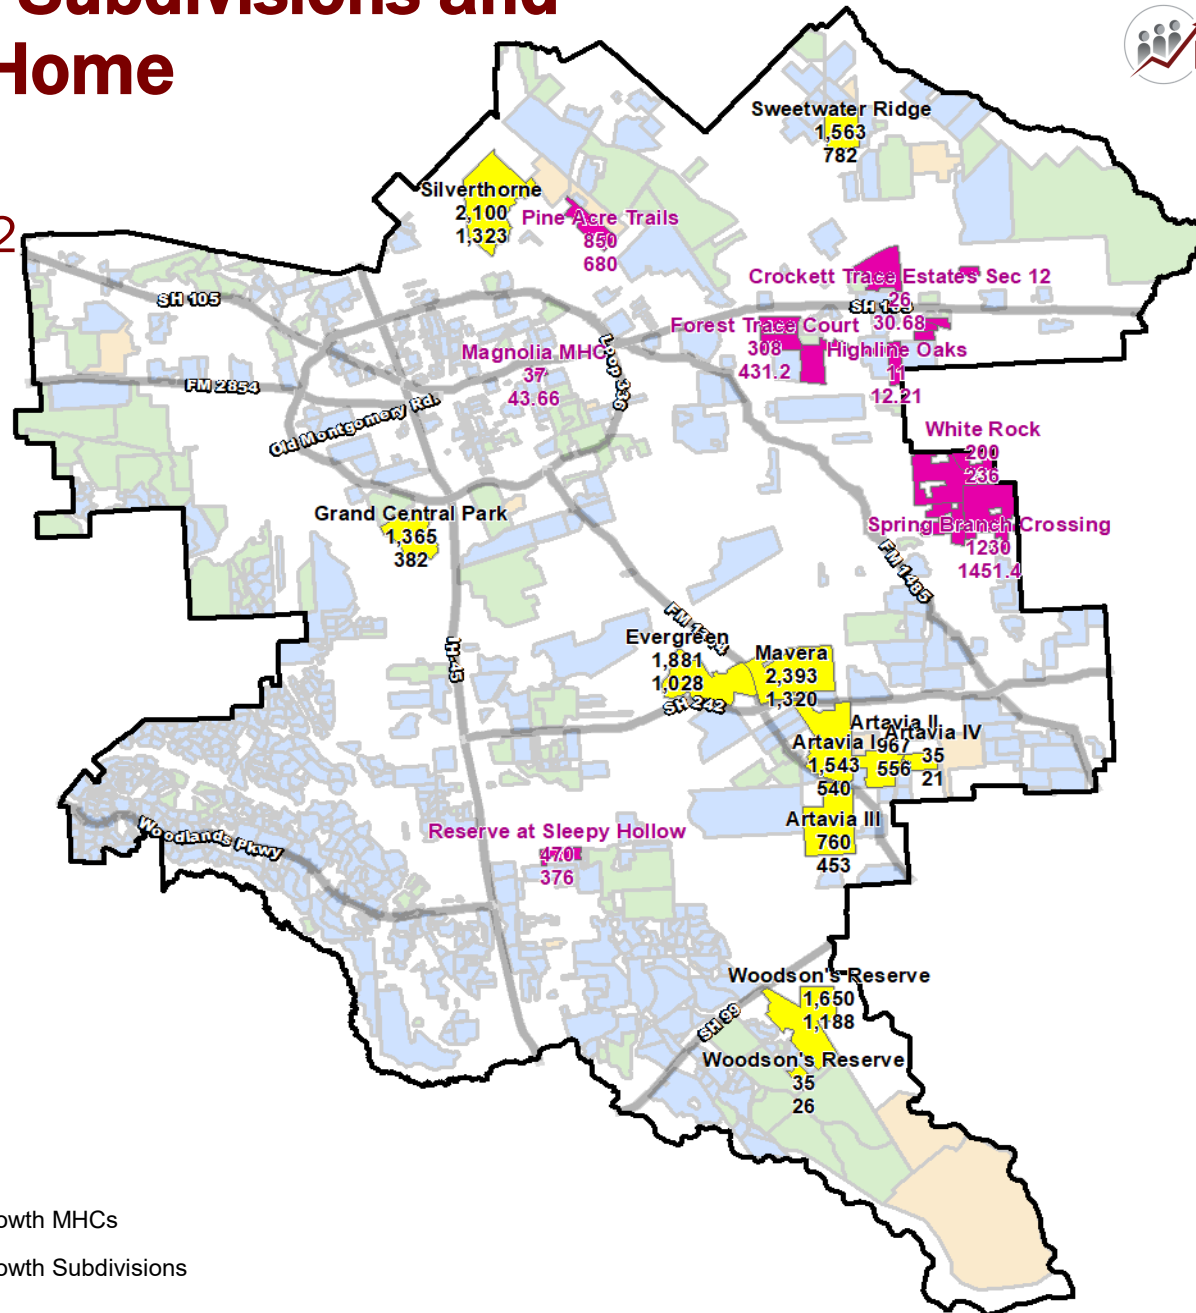 Subdivisions and
Home
2
Sweetwater Ridge
1,563
782
Silverthorne
2,100
1,323
Pine Acre Trails
850
680
Crockett Trace Estates Sec 12
26
30.68
SH 105
SH 105
Forest Trace Court
308
431.2
Highline Oaks
11
12.21
Magnolia MHC
37
43.66
Loop 336
FM 2854
Old Montgomery Rd.
White Rock
200
236
Grand Central Park
1,365
382
Spring Branch Crossing
1230
1451.4
FM 1485
IH 45
Evergreen
1,881
1,028
Mavera
2,393
1,320
SH 242
Artavia II
967
556
Artavia IV
35
21
Artavia I
1,543
540
Artavia III
760
453
Woodlands Pkwy
Reserve at Sleepy Hollow
470
376
Woodson's Reserve
1,650
1,188
SH 99
Woodson's Reserve
35
26
owth MHCs
owth Subdivisions